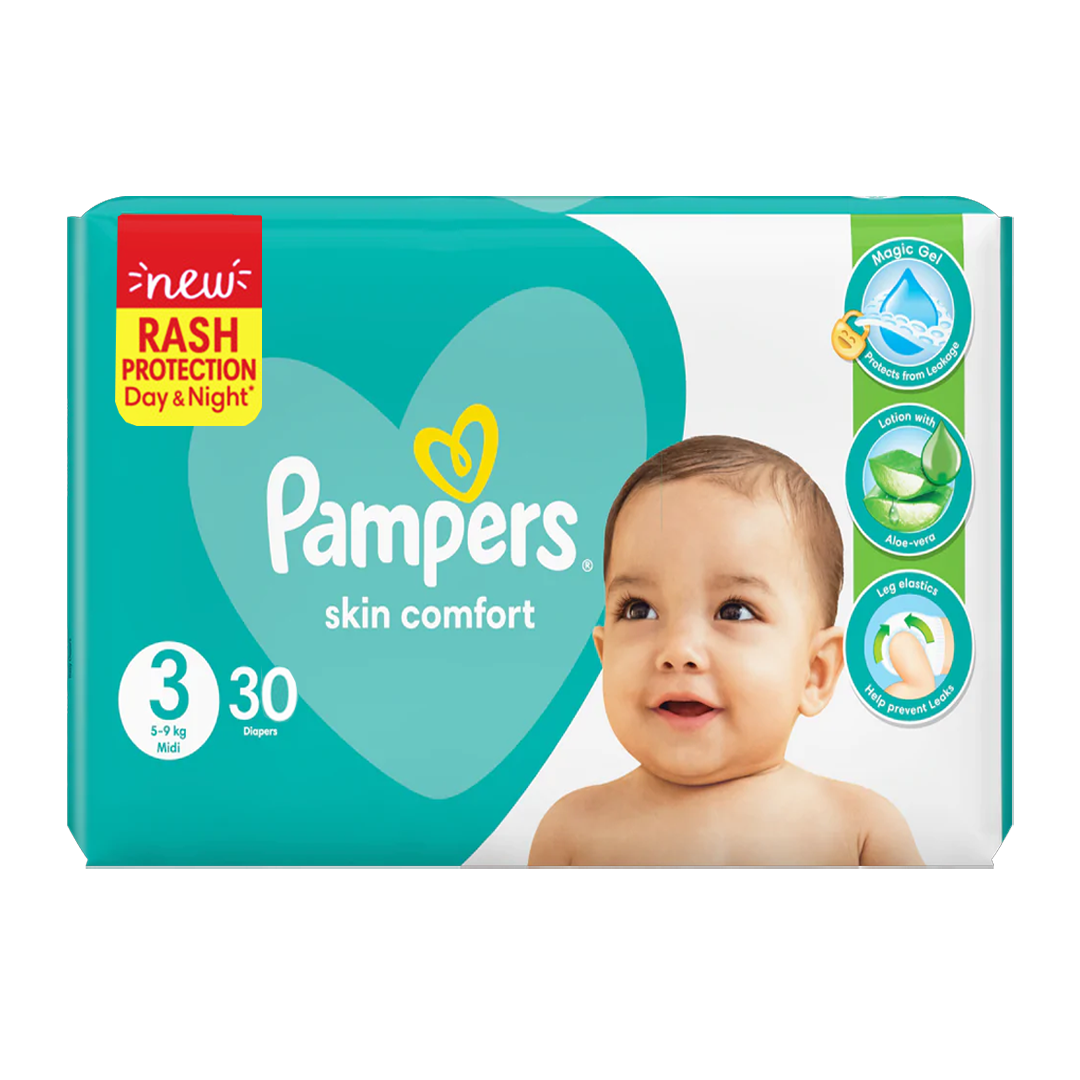 new
RASH
PROTECTION
Day & Night*
Pampers®
skin comfort
3
5-9 kg
Midi
30
Diapers
Magic Gel
Protects from Leakage
Lotion with
Aloe-vera
Leg elastics
Help prevent Leaks